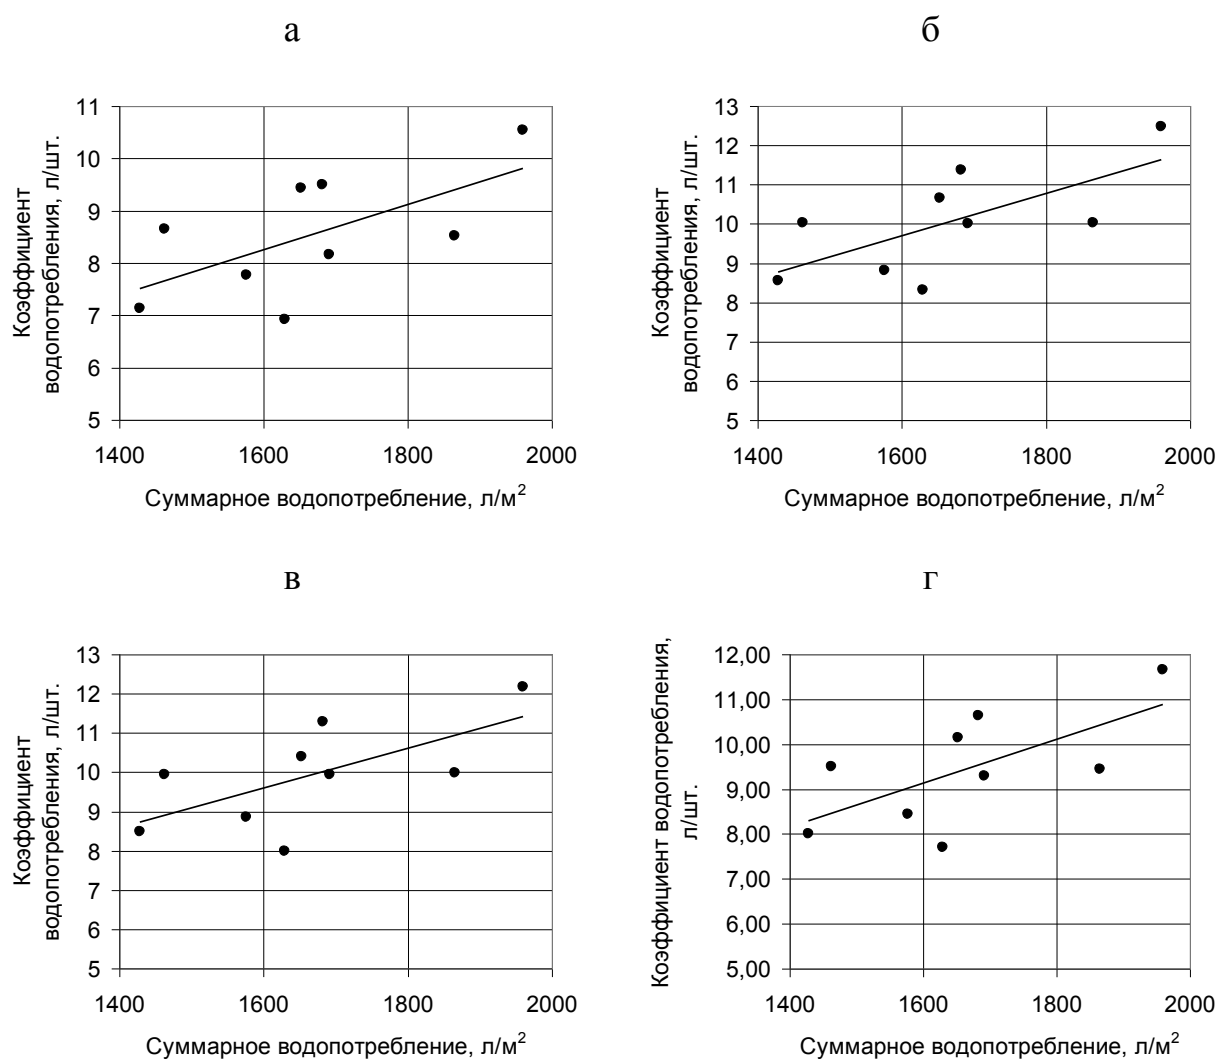 а
б
Коэффициент
водопотребления, л/шт.
11
10
9
8
7
6
5
1400 1600 1800 2000
Суммарное водопотребление, л/м²
Коэффициент
водопотребления, л/шт.
13
12
11
10
9
8
7
6
5
1400 1600 1800 2000
Суммарное водопотребление, л/м²
в
г
Коэффициент
водопотребления, л/шт.
13
12
11
10
9
8
7
6
5
1400 1600 1800 2000
Суммарное водопотребление, л/м²
Коэффициент водопотребления,
л/шт.
12,00
11,00
10,00
9,00
8,00
7,00
6,00
5,00
1400 1600 1800 2000
Суммарное водопотребление, л/м²